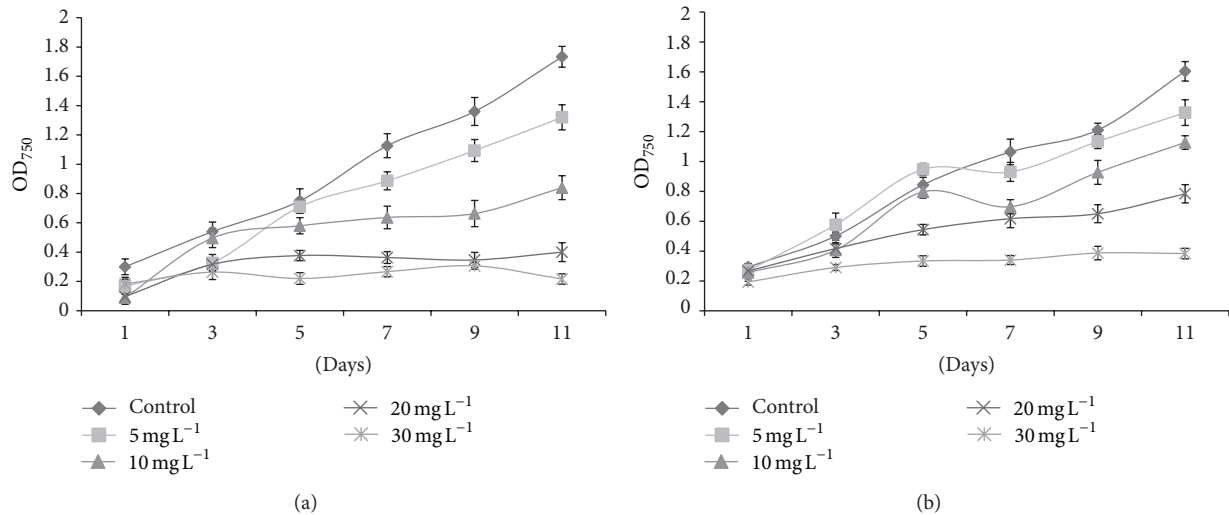 2
1.8
1.6
1.4
1.2
1
0.8
0.6
0.4
0.2
0
OD₇₅₀
1 3 5 7 9 11
(Days)
Control
5 mg L⁻¹
10 mg L⁻¹
20 mg L⁻¹
30 mg L⁻¹
(a)
2
1.8
1.6
1.4
1.2
1
0.8
0.6
0.4
0.2
0
OD₇₅₀
1 3 5 7 9 11
(Days)
Control
5 mg L⁻¹
10 mg L⁻¹
20 mg L⁻¹
30 mg L⁻¹
(b)